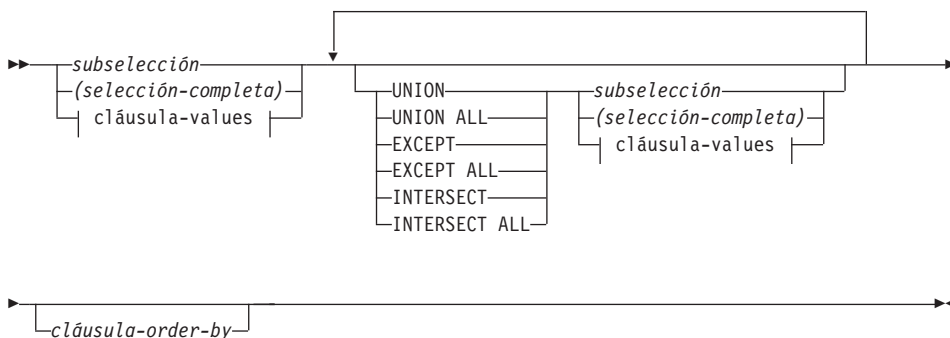 subselección
(selección-completa)
cláusula-values
UNION
UNION ALL
EXCEPT
EXCEPT ALL
INTERSECT
INTERSECT ALL
subselección
(selección-completa)
cláusula-values
cláusula-order-by